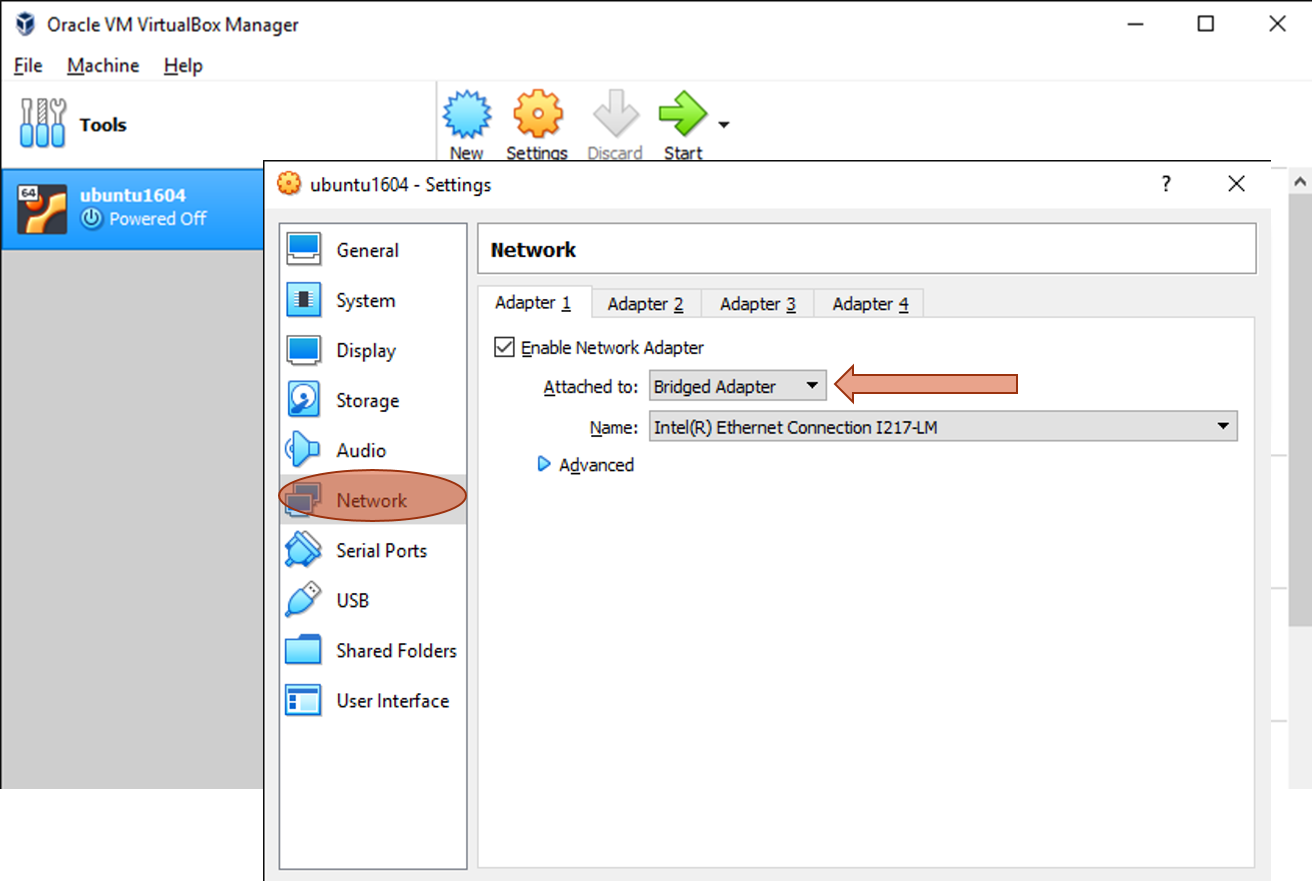 Oracle VM VirtualBox Manager
File Machine Help
Tools
New Settings Discard Start
64
ubuntu1604
Powered Off
ubuntu1604 - Settings ?
General
System
Display
Storage
Audio
Network
Serial Ports
USB
Shared Folders
User Interface
Network
Adapter 1 Adapter 2 Adapter 3 Adapter 4
Enable Network Adapter
Attached to: Bridged Adapter
Name: Intel(R) Ethernet Connection I217-LM
Advanced